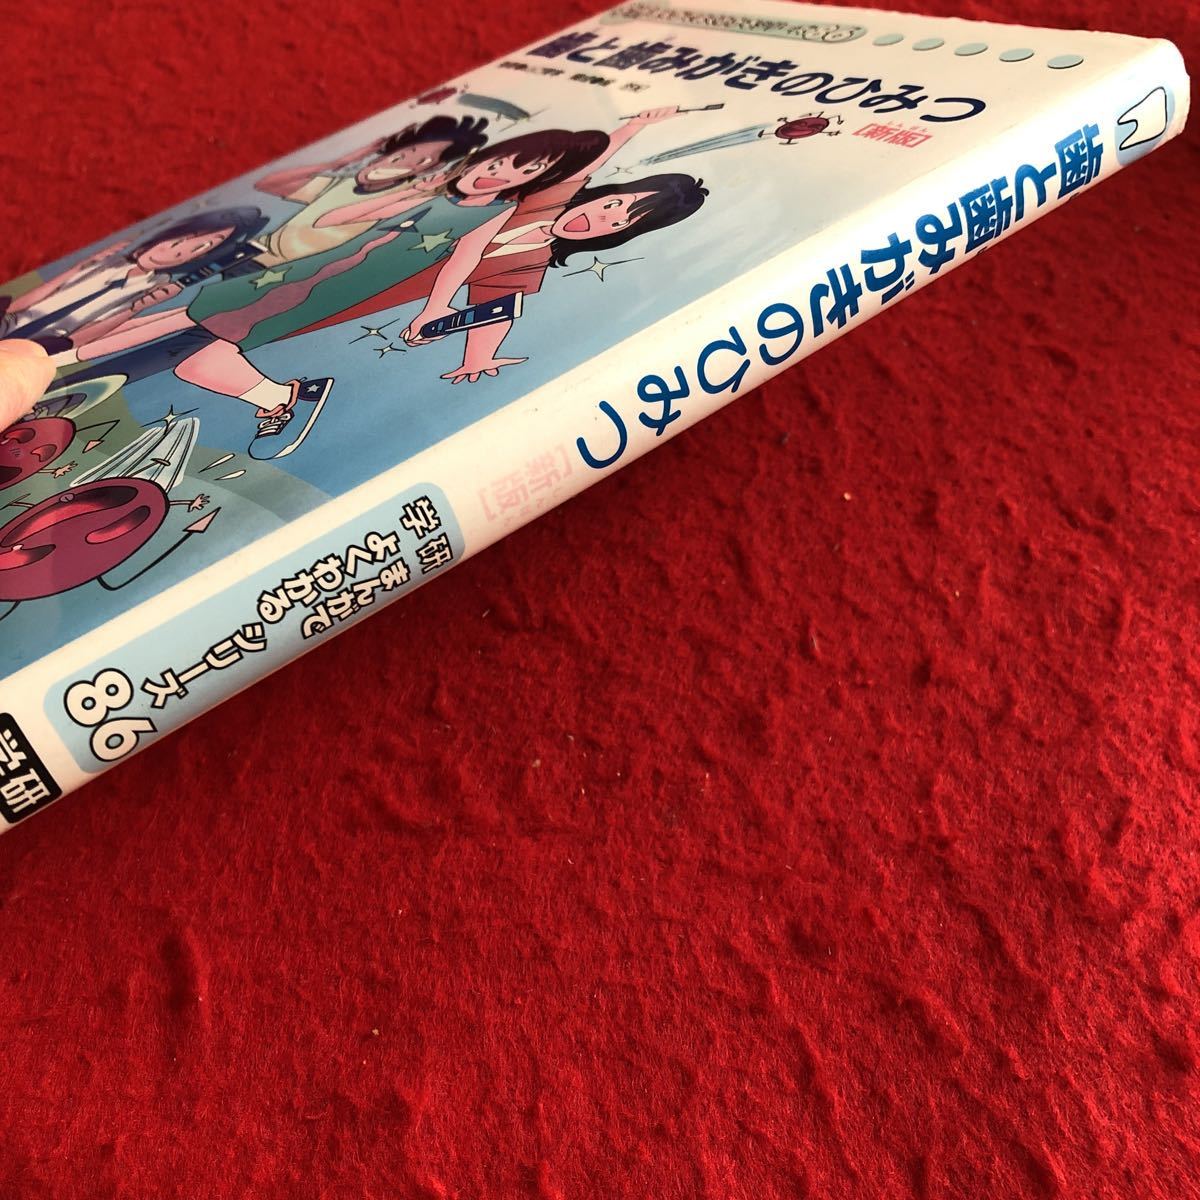 歯と歯みがきのひみつ
[新版]
歯と歯みがきのひみつ
[新版]
学研
まんがで
よくわかる
シリーズ
86
学研